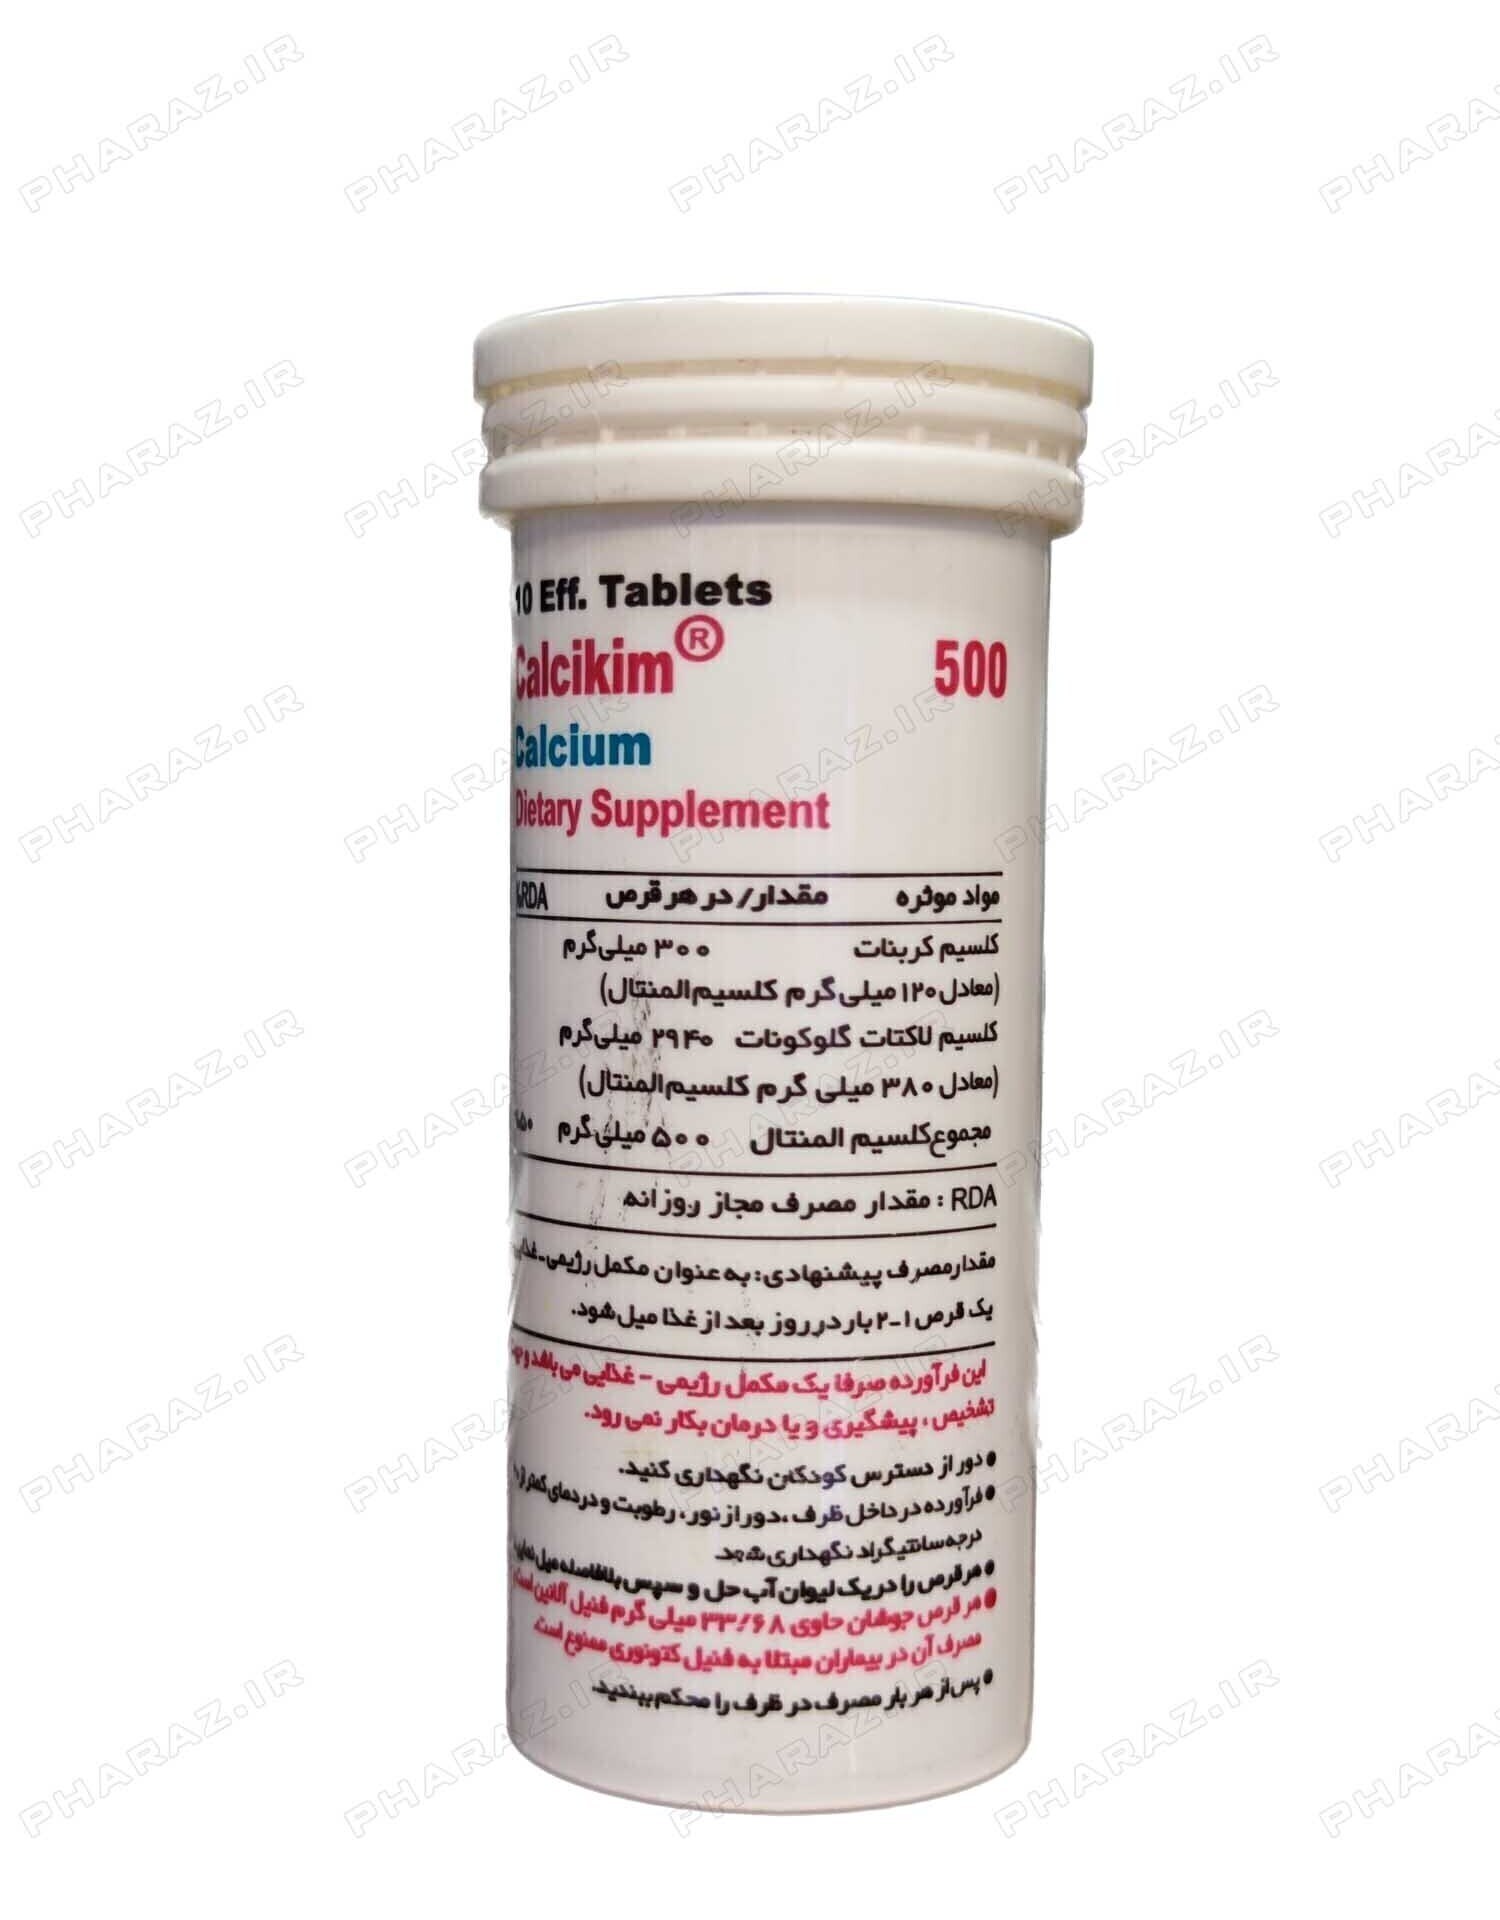 10 Eff. Tablets
Calcikim® 500
Calcium
Dietary Supplement
مواد موثره مقدار/در هر قرص %RDA
کلسیم کربنات ۳۰۰ میلی‌گرم
(معادل ۱۲۰ میلی گرم کلسیم المنتال)
کلسیم لاکتات گلوکونات ۲۹۴۰ میلی‌گرم
(معادل ۳۸۰ میلی گرم کلسیم المنتال)
مجموع کلسیم المنتال ۵۰۰ میلی‌گرم %۵۰
RDA : مقدار مصرف مجاز روزانه
مقدار مصرف پیشنهادی: به عنوان مکمل رژیمی-
یک قرص ۱-۲ بار در روز بعد از غذا میل شود.
این فرآورده صرفا یک مکمل رژیمی - غذایی می باشد و جهت
تشخیص ، پیشگیری و یا درمان بکار نمی رود.
• دور از دسترس کودکان نگهداری کنید.
• فرآورده در داخل ظرف ،دور از نور، رطوبت و در دمای کمتر از
درجه سانتیگراد نگهداری شود.
• هر قرص را در یک لیوان آب حل و سپس بلافاصله میل
• هر قرص جوشان حاوی ۳۳/۶۸ میلی گرم فنیل آلانین است
مصرف آن در بیماران مبتلا به فنیل کتونوری ممنوع است.
• پس از هر بار مصرف در ظرف را محکم ببندید.
PHARAZ.IR